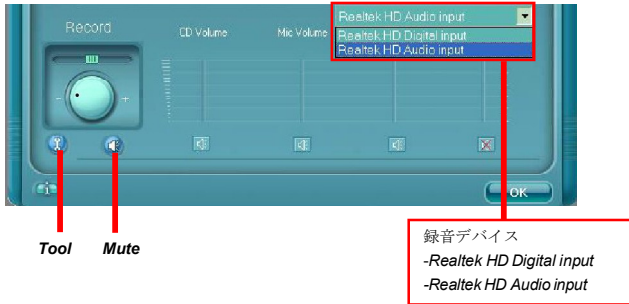 Realtek HD Audio input
Record
CD Volume
Mic Volume
Realtek HD Digital input
Realtek HD Audio input
- +
OK
Tool Mute
録音デバイス
-Realtek HD Digital input
-Realtek HD Audio input